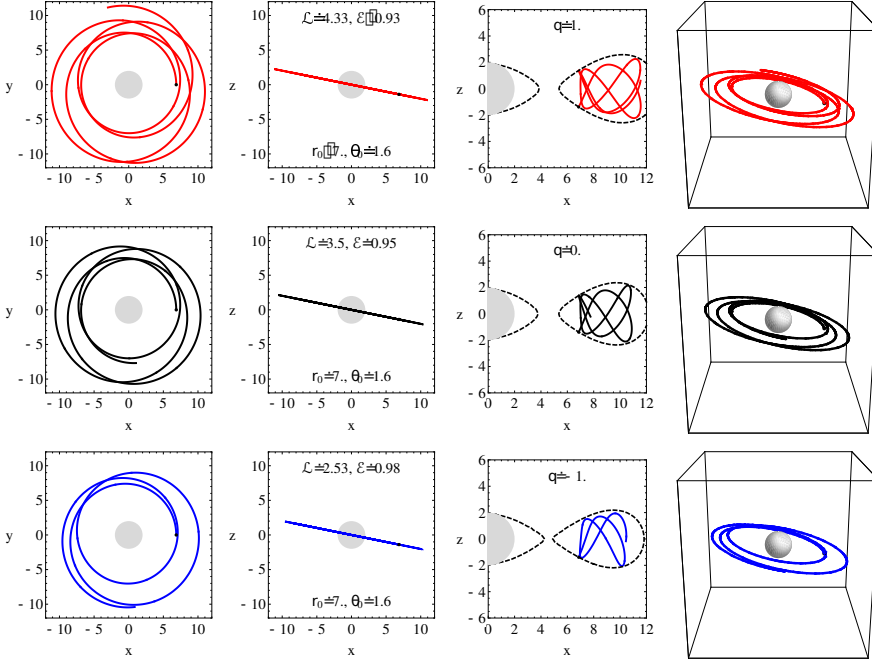 10
5
0
- 5
- 10
y
- 10 - 5 0 5 10
x
ℒ=4.33, ℰ□0.93
10
5
0
- 5
- 10
z
r₀□7., θ₀=1.6
- 10 - 5 0 5 10
x
q=1.
6
4
2
0
- 2
- 4
- 6
z
0 2 4 6 8 10 12
x
10
5
0
- 5
- 10
y
- 10 - 5 0 5 10
x
ℒ=3.5, ℰ=0.95
10
5
0
- 5
- 10
z
r₀=7., θ₀=1.6
- 10 - 5 0 5 10
x
q=0.
6
4
2
0
- 2
- 4
- 6
z
0 2 4 6 8 10 12
x
10
5
0
- 5
- 10
y
- 10 - 5 0 5 10
x
ℒ=2.53, ℰ=0.98
10
5
0
- 5
- 10
z
r₀=7., θ₀=1.6
- 10 - 5 0 5 10
x
q=- 1.
6
4
2
0
- 2
- 4
- 6
z
0 2 4 6 8 10 12
x